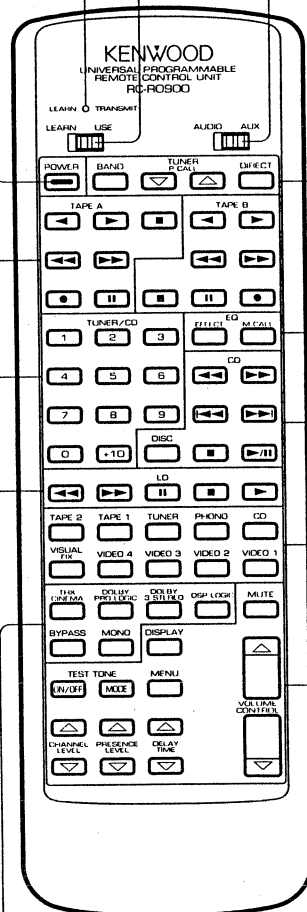 KENWOOD
UNIVERSAL PROGRAMMABLE
REMOTE CONTROL UNIT
RC-R0900
LEARN TRANSMIT
LEARN USE AUDIO AUX
POWER BAND TUNER P.CALL DIRECT
TAPE A TAPE B
TUNER/CD EQ
1 2 3 EFFECT M.CALL
CD
4 5 6
7 8 9
DISC
0 +10
LD
TAPE 2 TAPE 1 TUNER PHONO CD
VISUAL FIX VIDEO 4 VIDEO 3 VIDEO 2 VIDEO 1
THX CINEMA DOLBY PRO LOGIC DOLBY 3 STEREO DSP LOGIC MUTE
BYPASS MONO DISPLAY
TEST TONE MENU
ON/OFF MODE
VOLUME CONTROL
CHANNEL LEVEL PRESENCE LEVEL DELAY TIME